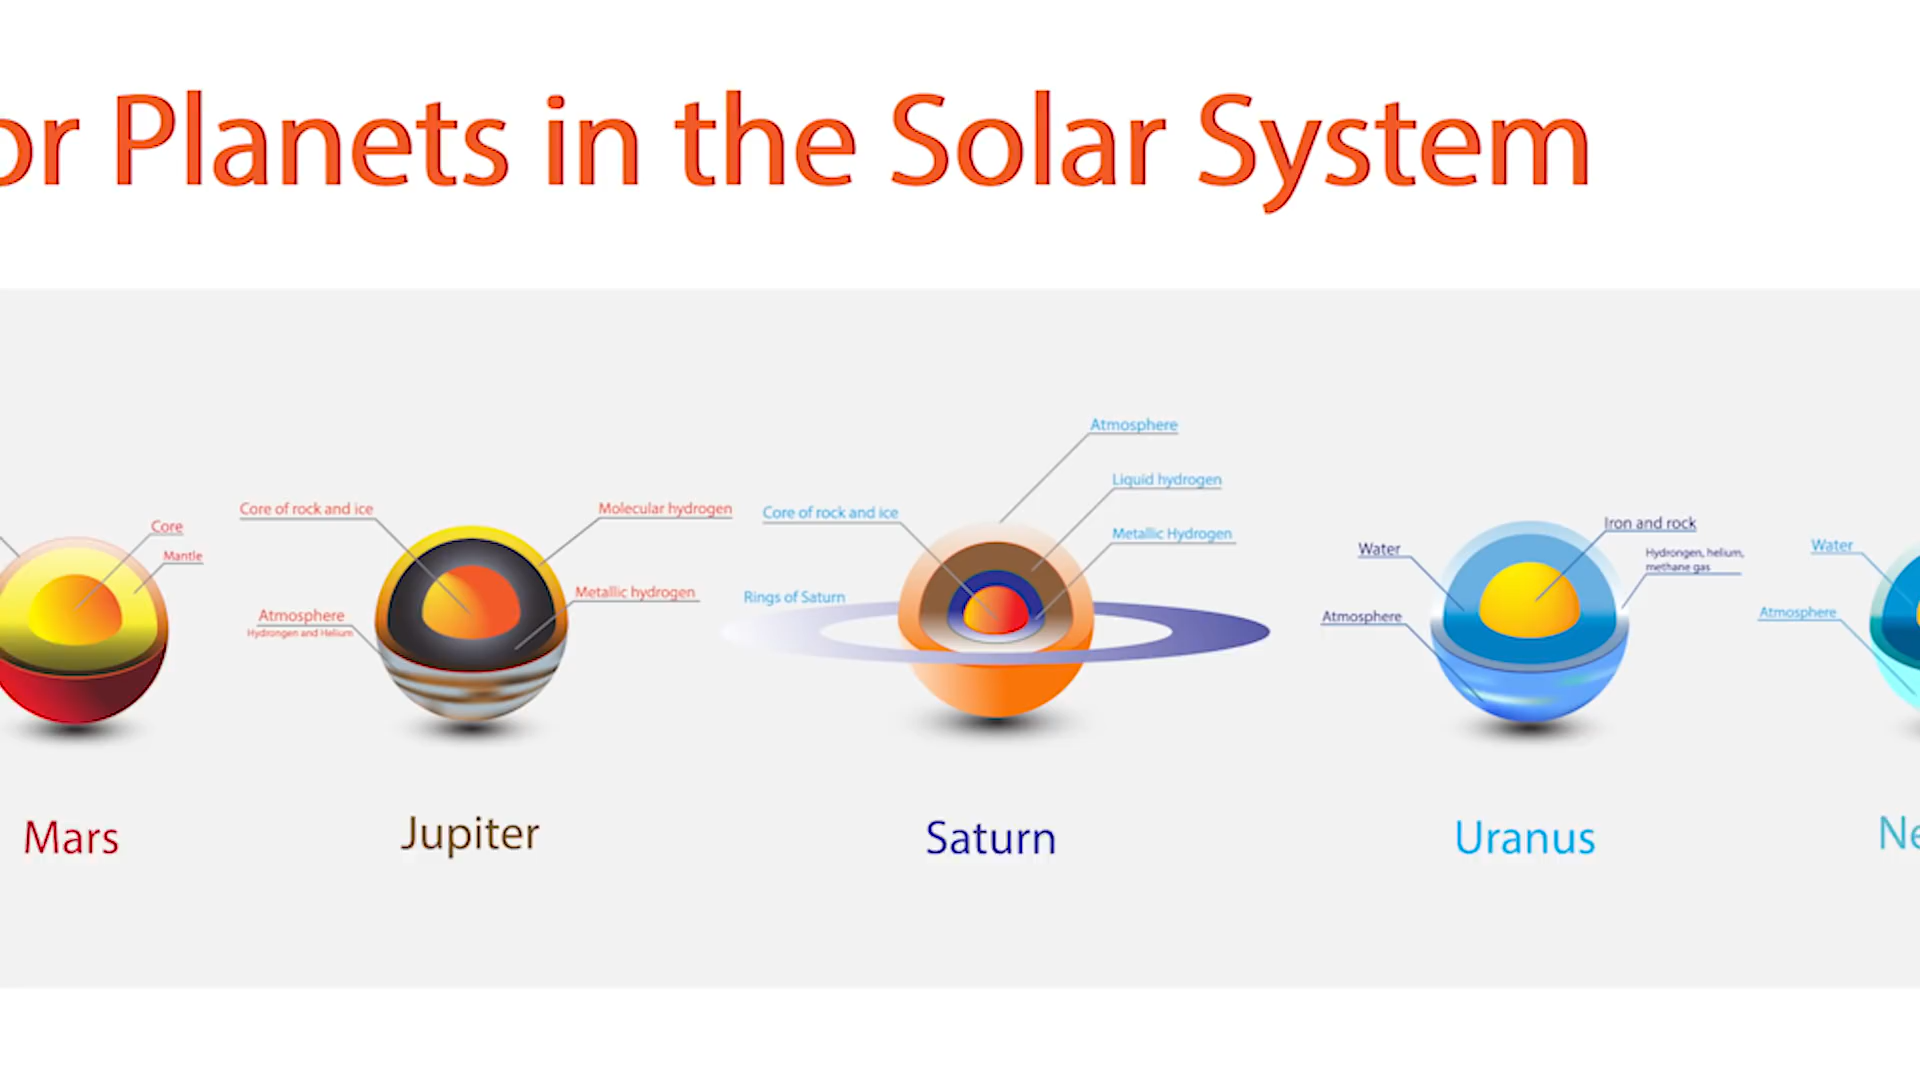 or Planets in the Solar System
Core
Mantle
Mars
Core of rock and ice
Molecular hydrogen
Metallic hydrogen
Atmosphere
Hydrongen and Helium
Jupiter
Atmosphere
Liquid hydrogen
Core of rock and ice
Metallic Hydrogen
Rings of Saturn
Saturn
Iron and rock
Water
Hydrongen, helium,
methane gas
Atmosphere
Uranus
Water
Atmosphere
Ne